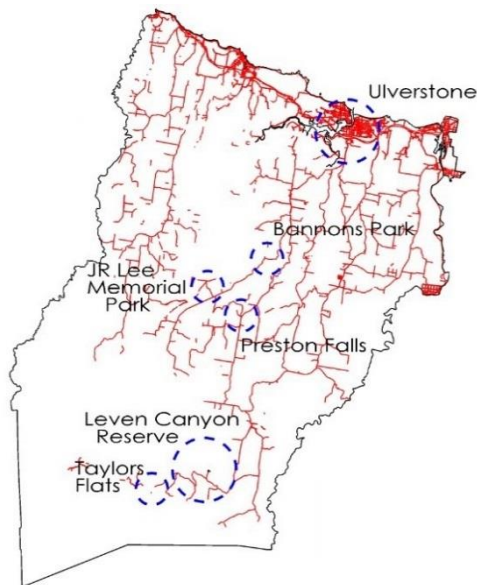 Ulverstone
Bannons Park
JR Lee
Memorial
Park
Preston Falls
Leven Canyon
Reserve
Taylors
Flats